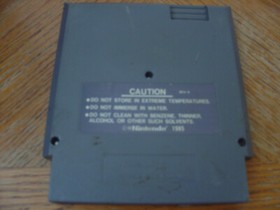 CAUTION
●DO NOT STORE IN EXTREME TEMPERATURES.
●DO NOT IMMERSE IN WATER.
●DO NOT CLEAN WITH BENZENE, THINNER,
ALCOHOL OR OTHER SUCH SOLVENTS.
©Nintendo 1985